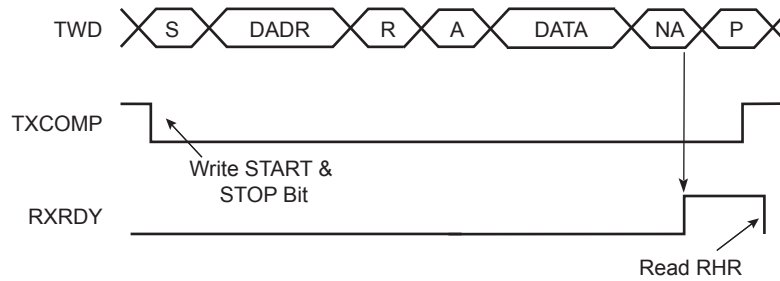 TWD S DADR R A DATA NA P
TXCOMP
Write START &
STOP Bit
RXRDY
Read RHR